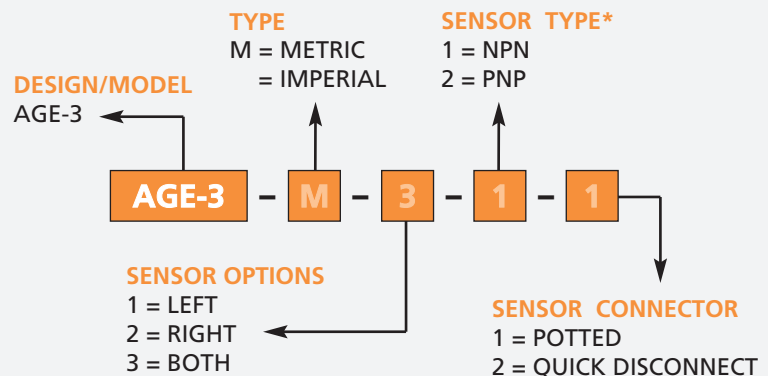 TYPE
M = METRIC
= IMPERIAL
SENSOR TYPE*
1 = NPN
2 = PNP
DESIGN/MODEL
AGE-3
AGE-3 - M - 3 - 1 - 1
SENSOR OPTIONS
1 = LEFT
2 = RIGHT
3 = BOTH
SENSOR CONNECTOR
1 = POTTED
2 = QUICK DISCONNECT